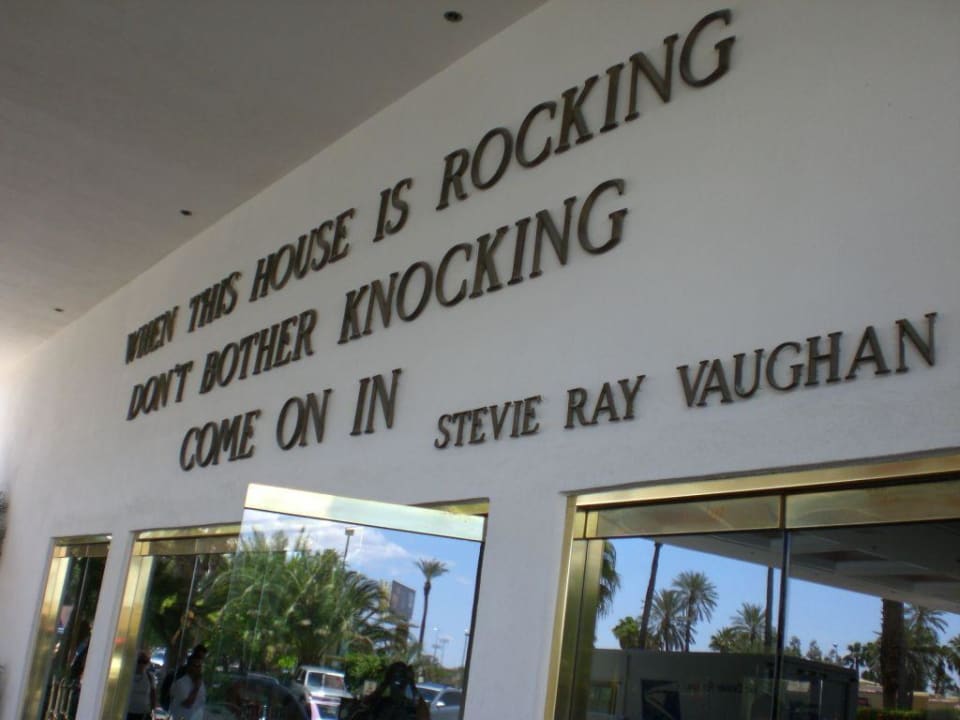 WHEN THIS HOUSE IS ROCKING
DON'T BOTHER KNOCKING
COME ON IN
STEVIE RAY VAUGHAN